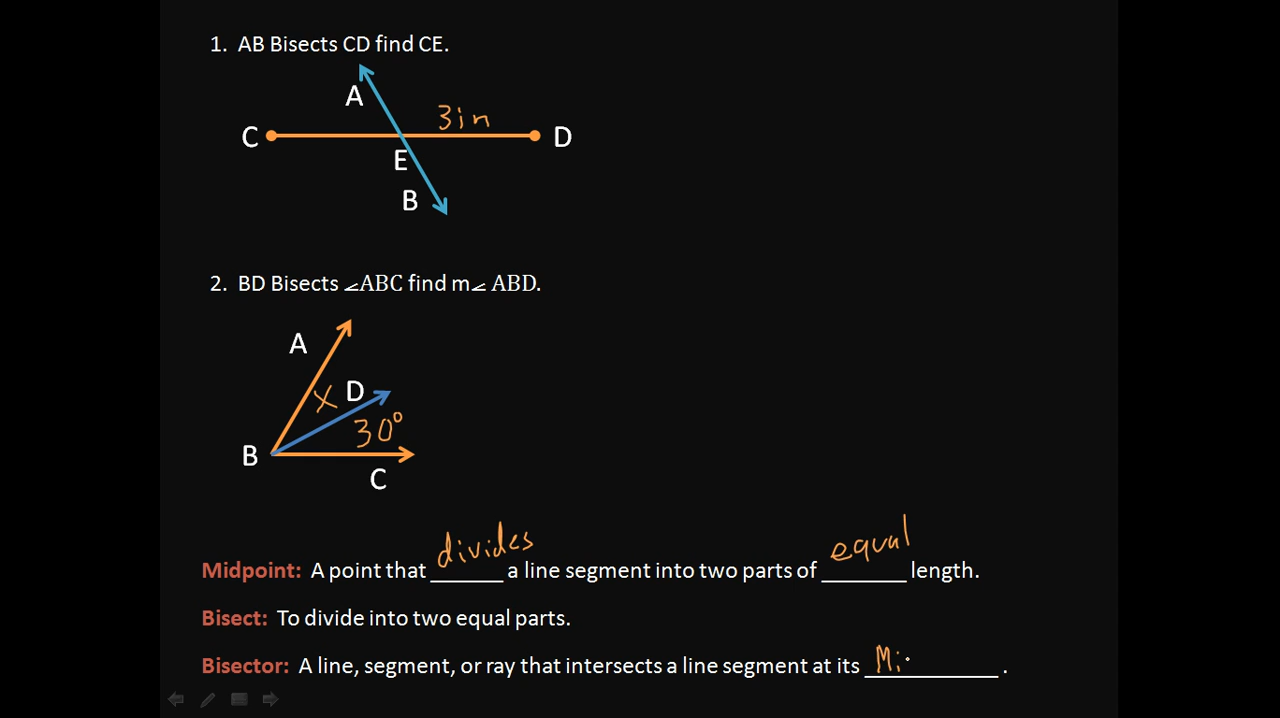 1. AB Bisects CD find CE.
A
3in
C
D
E
B
2. BD Bisects ∠ABC find m∠ ABD.
A
D
x
30°
B
C
divides
equal
Midpoint: A point that ______ a line segment into two parts of _______ length.
Bisect: To divide into two equal parts.
Mi
Bisector: A line, segment, or ray that intersects a line segment at its ___________ .